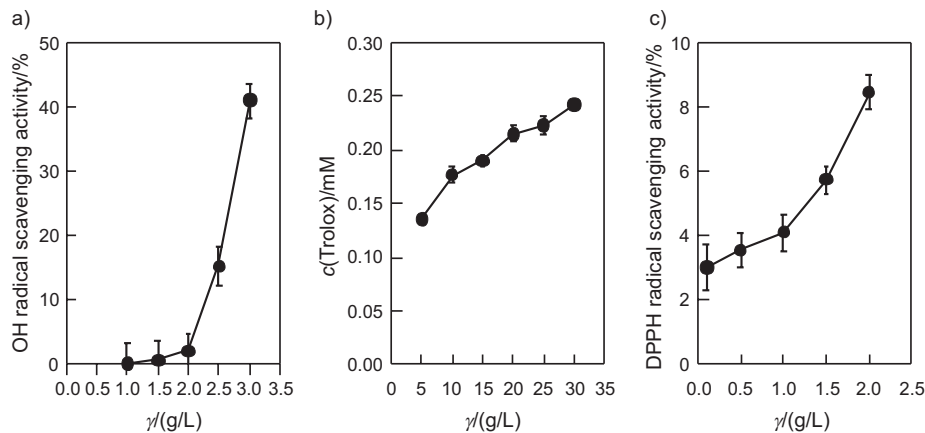 a)
OH radical scavenging activity/%
50
40
30
20
10
0
0.0 0.5 1.0 1.5 2.0 2.5 3.0 3.5
γ/(g/L)
b)
c(Trolox)/mM
0.30
0.25
0.20
0.15
0.10
0.05
0.00
0 5 10 15 20 25 30 35
γ/(g/L)
c)
DPPH radical scavenging activity/%
10
8
6
4
2
0
0.0 0.5 1.0 1.5 2.0 2.5
γ/(g/L)